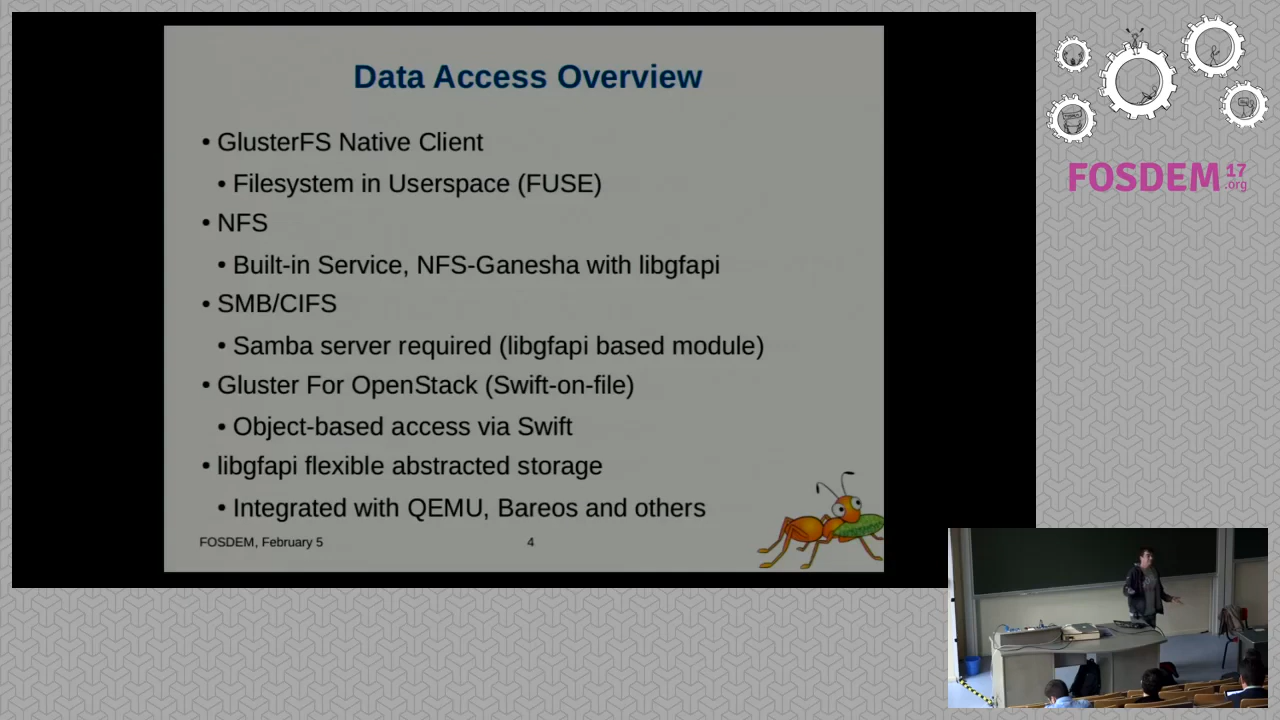 Data Access Overview
• GlusterFS Native Client
• Filesystem in Userspace (FUSE)
• NFS
• Built-in Service, NFS-Ganesha with libgfapi
• SMB/CIFS
• Samba server required (libgfapi based module)
• Gluster For OpenStack (Swift-on-file)
• Object-based access via Swift
• libgfapi flexible abstracted storage
• Integrated with QEMU, Bareos and others
FOSDEM, February 5
4
FOSDEM 17
.org